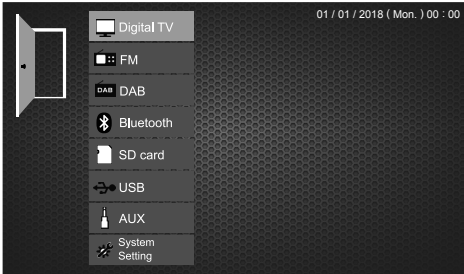 01 / 01 / 2018 ( Mon. ) 00 : 00
Digital TV
FM
DAB DAB
Bluetooth
SD card
USB
AUX
System
Setting